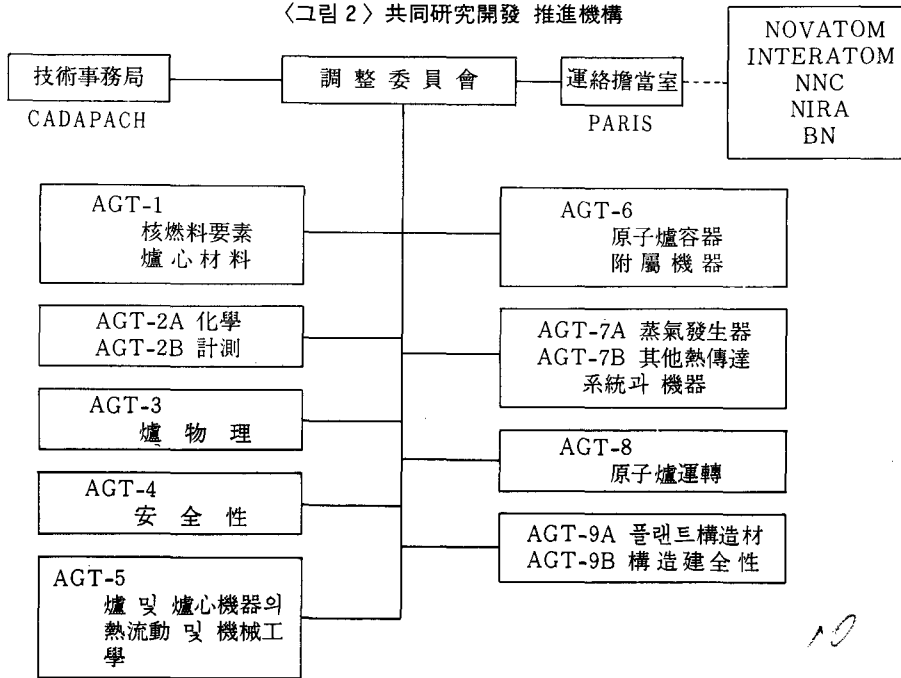 〈그림 2〉 共同研究開發 推進機構
技術事務局
CADAPACH
調整委員會
運絡擔當室
PARIS
NOVATOM
INTERATOM
NNC
NIRA
BN
AGT-1
核燃料要素
爐心材料
AGT-2A 化學
AGT-2B 計測
AGT-3
爐物理
AGT-4
安全性
AGT-5
爐 및 爐心機器의
熱流動 및 機械工
學
AGT-6
原子爐容器
附屬機器
AGT-7A 蒸氣發生器
AGT-7B 其他熱傳達
系統과 機器
AGT-8
原子爐運轉
AGT-9A 플랜트構造材
AGT-9B 構造建全性